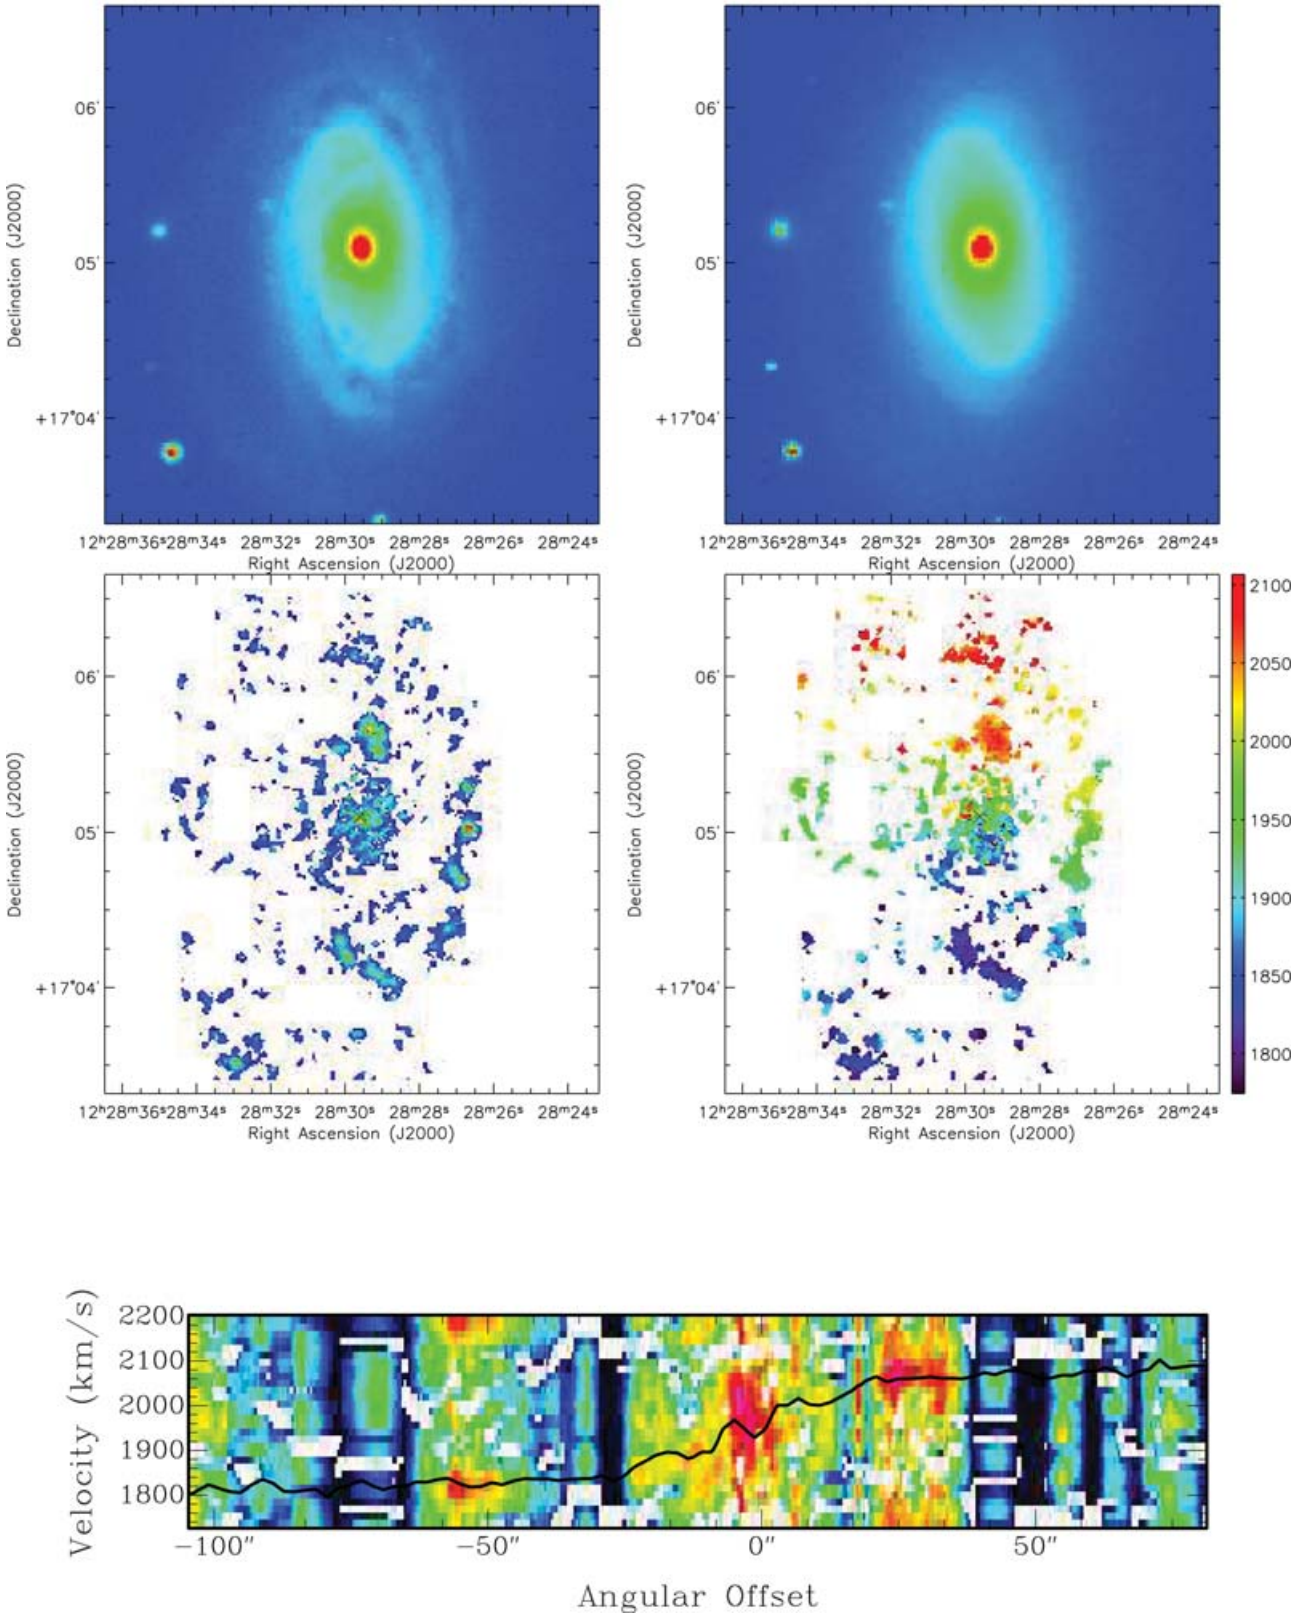 06'
05'
+17°04'
Declination (J2000)
12ʰ28ᵐ36ˢ28ᵐ34ˢ 28ᵐ32ˢ 28ᵐ30ˢ 28ᵐ28ˢ 28ᵐ26ˢ 28ᵐ24ˢ
Right Ascension (J2000)
06'
05'
+17°04'
Declination (J2000)
12ʰ28ᵐ36ˢ28ᵐ34ˢ 28ᵐ32ˢ 28ᵐ30ˢ 28ᵐ28ˢ 28ᵐ26ˢ 28ᵐ24ˢ
Right Ascension (J2000)
06'
05'
+17°04'
Declination (J2000)
12ʰ28ᵐ36ˢ28ᵐ34ˢ 28ᵐ32ˢ 28ᵐ30ˢ 28ᵐ28ˢ 28ᵐ26ˢ 28ᵐ24ˢ
Right Ascension (J2000)
06'
05'
+17°04'
Declination (J2000)
12ʰ28ᵐ36ˢ28ᵐ34ˢ 28ᵐ32ˢ 28ᵐ30ˢ 28ᵐ28ˢ 28ᵐ26ˢ 28ᵐ24ˢ
Right Ascension (J2000)
2100
2050
2000
1950
1900
1850
1800
2200
2100
2000
1900
1800
Velocity (km/s)
−100" −50" 0" 50"
Angular Offset